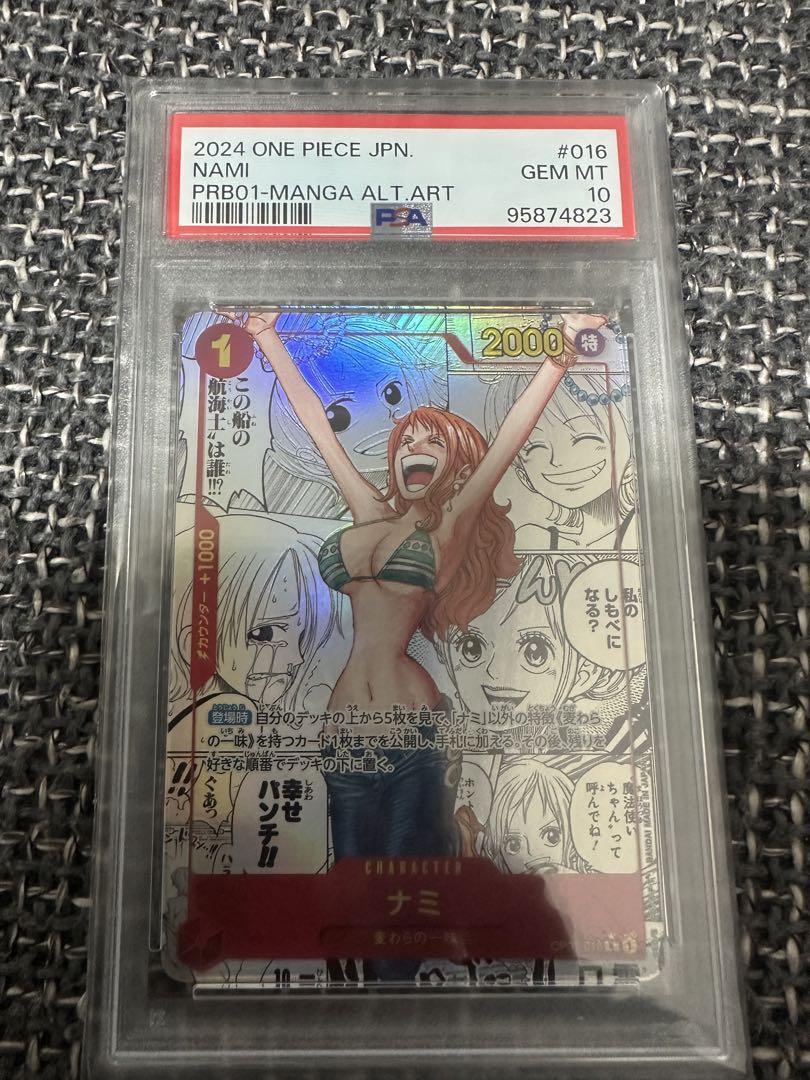 2024 ONE PIECE JPN.
#016
NAMI
GEM MT
PRB01-MANGA ALT.ART
10
PSA
95874823
1
2000
特
この船の
“航海士”は誰!!?
カウンター +1000
私の
しもべに
なる?
登場時 自分のデッキの上から5枚を見て、「ナミ」以外の特徴《麦わら
の一味》を持つカード1枚までを公開し、手札に加える。その後、残りを
好きな順番でデッキの下に置く。
!!
ぐあっ
幸せ
パンチ!!
ホント
“魔法使い
ちゃん”って
呼んでね!
CHARACTER
ナミ
麦わらの一味